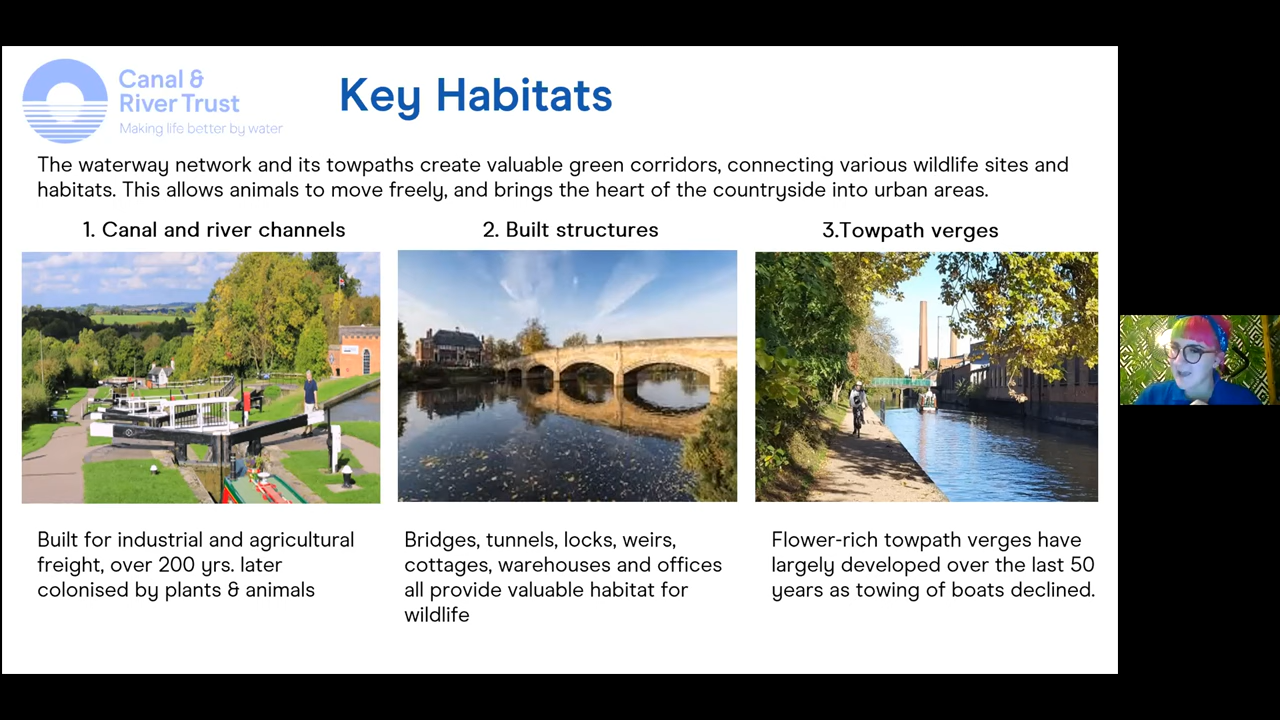 Canal &
River Trust
Making life better by water
Key Habitats
The waterway network and its towpaths create valuable green corridors, connecting various wildlife sites and
habitats. This allows animals to move freely, and brings the heart of the countryside into urban areas.
1. Canal and river channels
2. Built structures
3.Towpath verges
Built for industrial and agricultural
freight, over 200 yrs. later
colonised by plants & animals
Bridges, tunnels, locks, weirs,
cottages, warehouses and offices
all provide valuable habitat for
wildlife
Flower-rich towpath verges have
largely developed over the last 50
years as towing of boats declined.